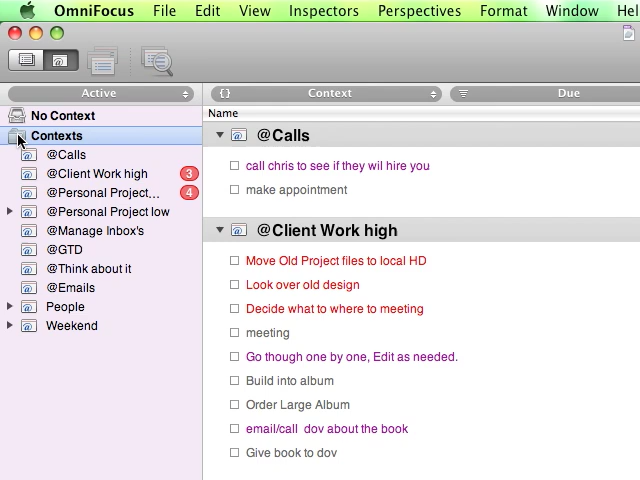 OmniFocus File Edit View Inspectors Perspectives Format Window Hel
Active Context Due
Name
No Context
Contexts
@Calls
@Client Work high 3
@Personal Project... 4
@Personal Project low
@Manage Inbox's
@GTD
@Think about it
@Emails
People
Weekend
@Calls
call chris to see if they wil hire you
make appointment
@Client Work high
Move Old Project files to local HD
Look over old design
Decide what to where to meeting
meeting
Go though one by one, Edit as needed.
Build into album
Order Large Album
email/call  dov about the book
Give book to dov